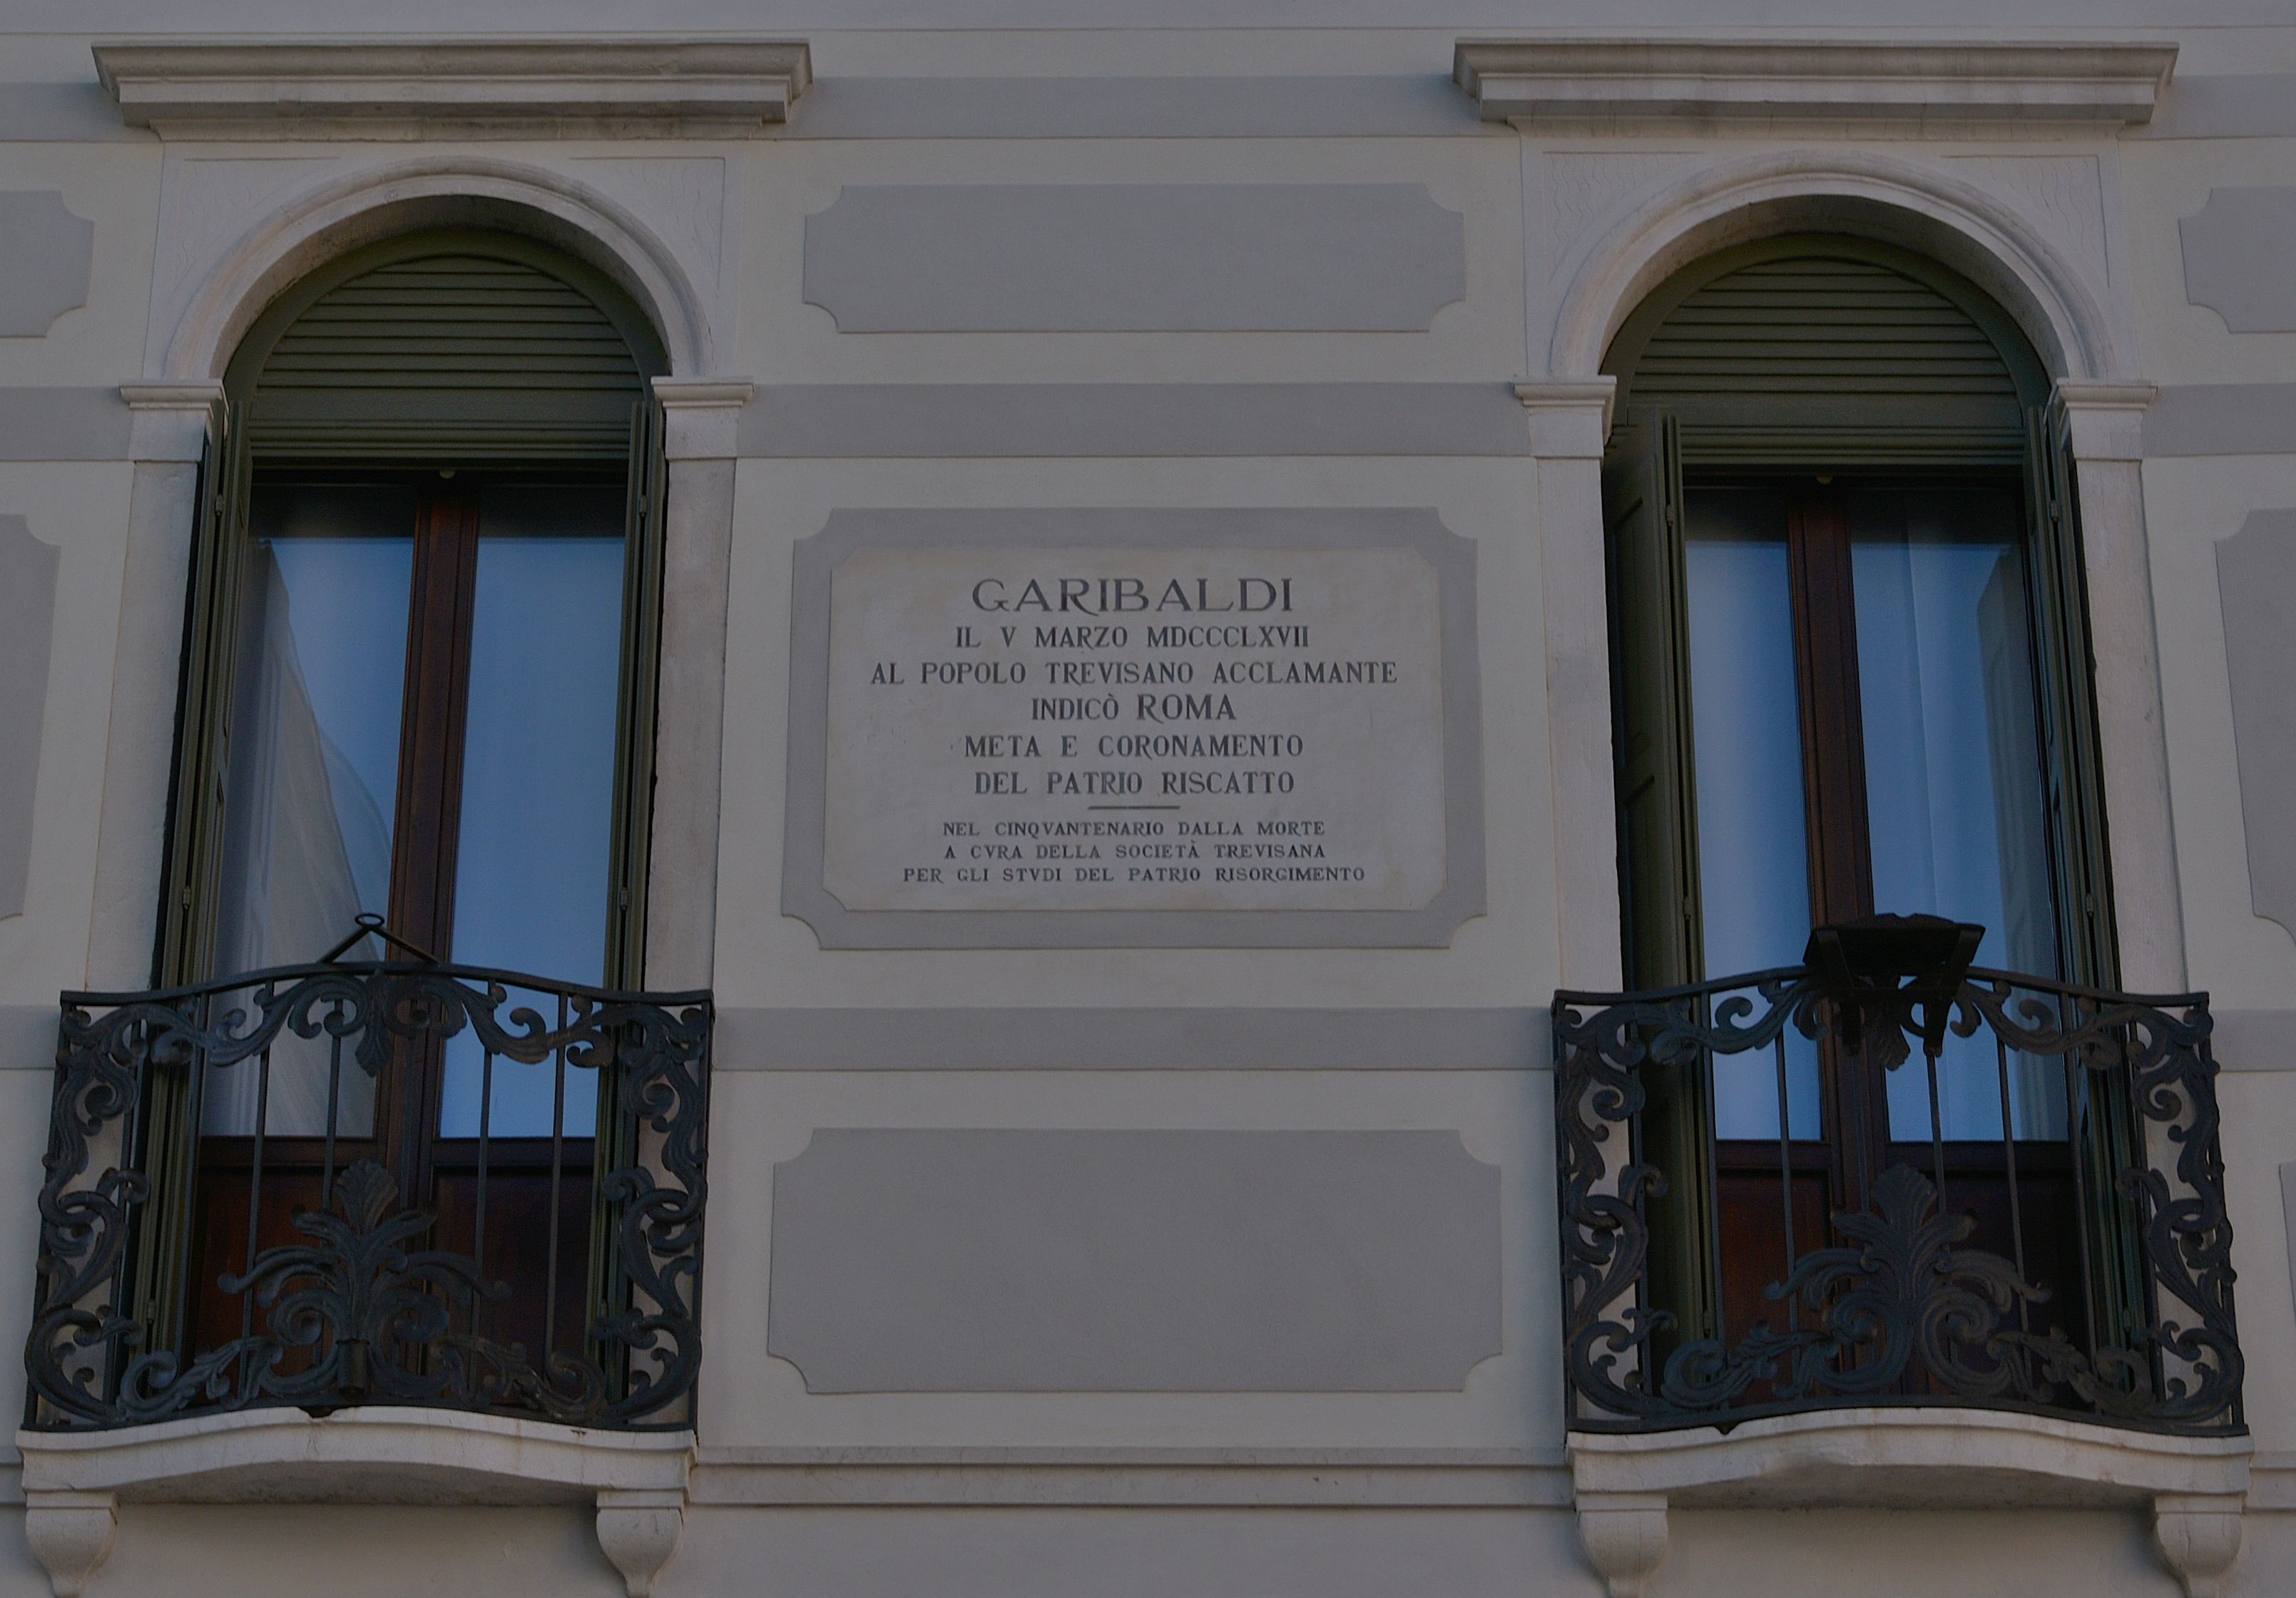 GARIBALDI
IL V MARZO MDCCCLXVII
AL POPOLO TREVISANO ACCLAMANTE
INDICÒ ROMA
META E CORONAMENTO
DEL PATRIO RISCATTO
NEL CINQVANTENARIO DALLA MORTE
A CVRA DELLA SOCIETÀ TREVISANA
PER GLI STVDI DEL PATRIO RISORGIMENTO